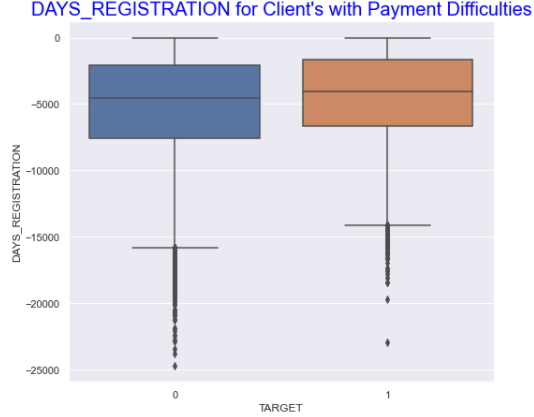 DAYS_REGISTRATION for Client's with Payment Difficulties
0
−5000
−10000
−15000
−20000
−25000
DAYS_REGISTRATION
0 1
TARGET